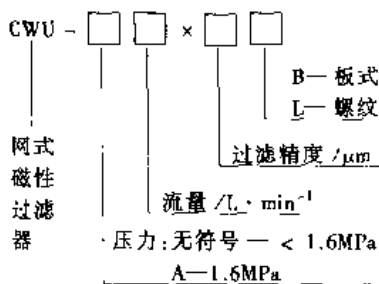 CWU - □ □ × □ □
B— 板式
L— 螺纹
过滤精度 /μm
网式磁性过滤器
流量 /L · min⁻¹
压力:无符号 — < 1.6MPa
A—1.6MPa